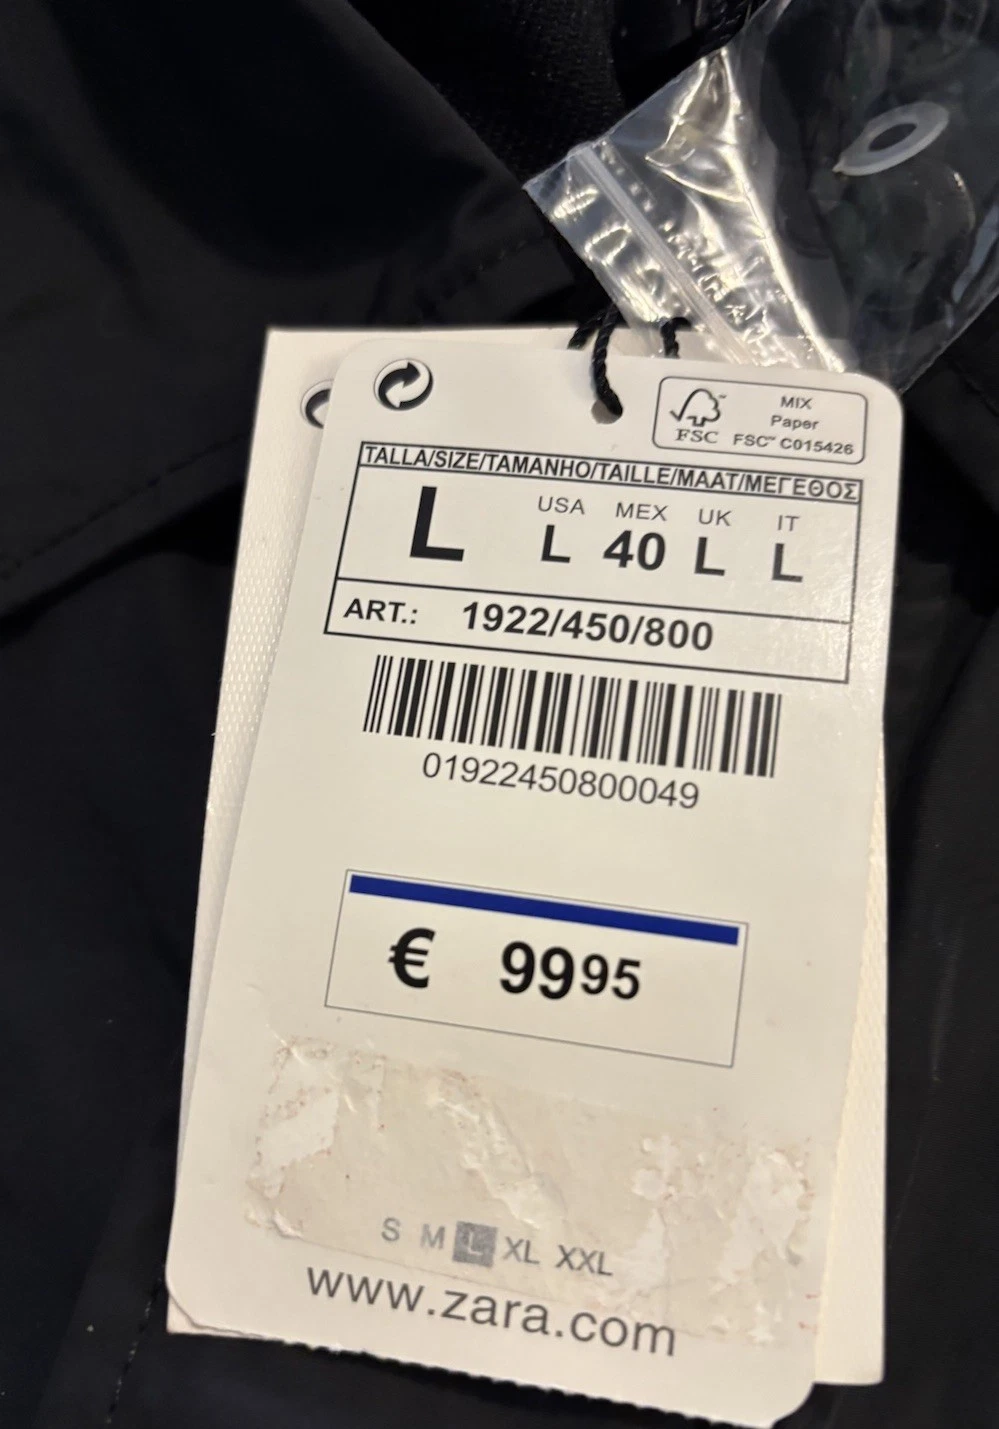 MIX
Paper
FSC FSC™ C015426
TALLA/SIZE/TAMANHO/TAILLE/MAAT/ΜΕΓΕΘΟΣ
USA MEX UK IT
L L 40 L L
ART.: 1922/450/800
01922450800049
€ 9995
S M L XL XXL
www.zara.com